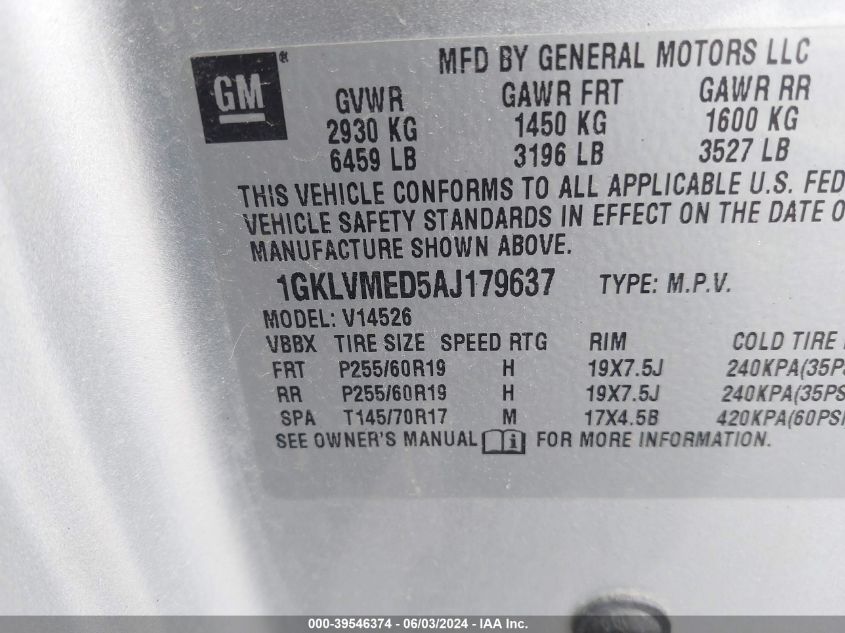 MFD BY GENERAL MOTORS LLC
GM
GVWR GAWR FRT GAWR RR
2930 KG 1450 KG 1600 KG
6459 LB 3196 LB 3527 LB
THIS VEHICLE CONFORMS TO ALL APPLICABLE U.S. FED
VEHICLE SAFETY STANDARDS IN EFFECT ON THE DATE O
MANUFACTURE SHOWN ABOVE.
1GKLVMED5AJ179637 TYPE: M.P.V.
MODEL: V14526
VBBX TIRE SIZE SPEED RTG RIM COLD TIRE
FRT P255/60R19 H 19X7.5J 240KPA(35PS
RR P255/60R19 H 19X7.5J 240KPA(35PS
SPA T145/70R17 M 17X4.5B 420KPA(60PSI
SEE OWNER'S MANUAL i FOR MORE INFORMATION.
000-39546374 / 06/03/2024 - IAA Inc.